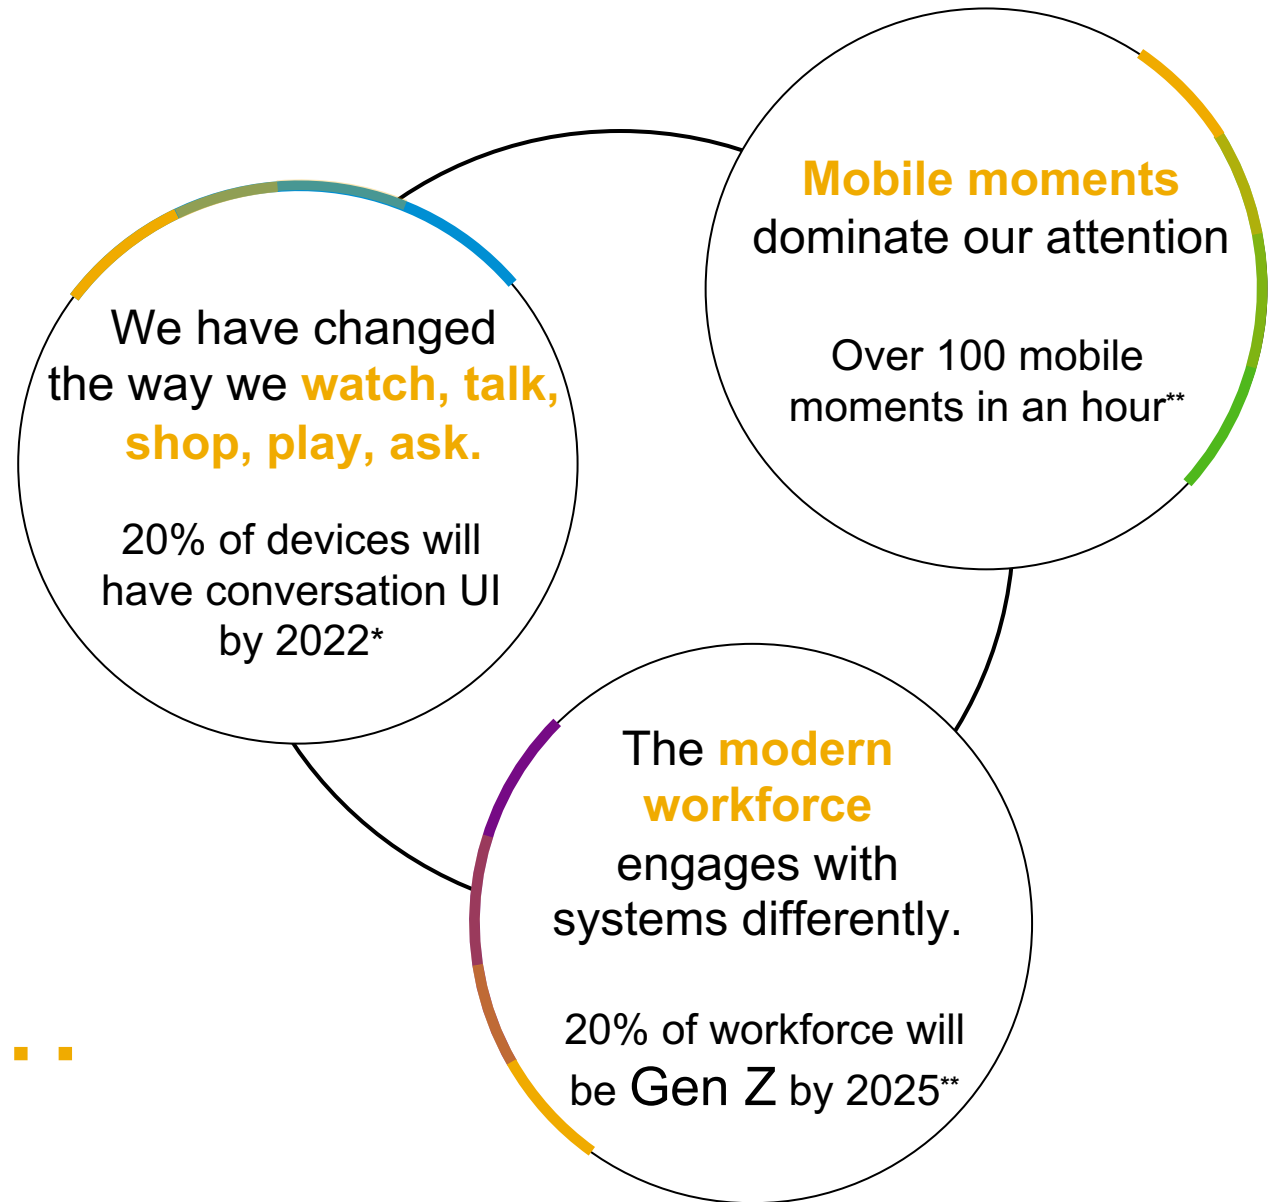 We have changed
the way we watch, talk,
shop, play, ask.
20% of devices will
have conversation UI
by 2022*
Mobile moments
dominate our attention
Over 100 mobile
moments in an hour**
The modern
workforce
engages with
systems differently.
20% of workforce will
be Gen Z by 2025**
. .